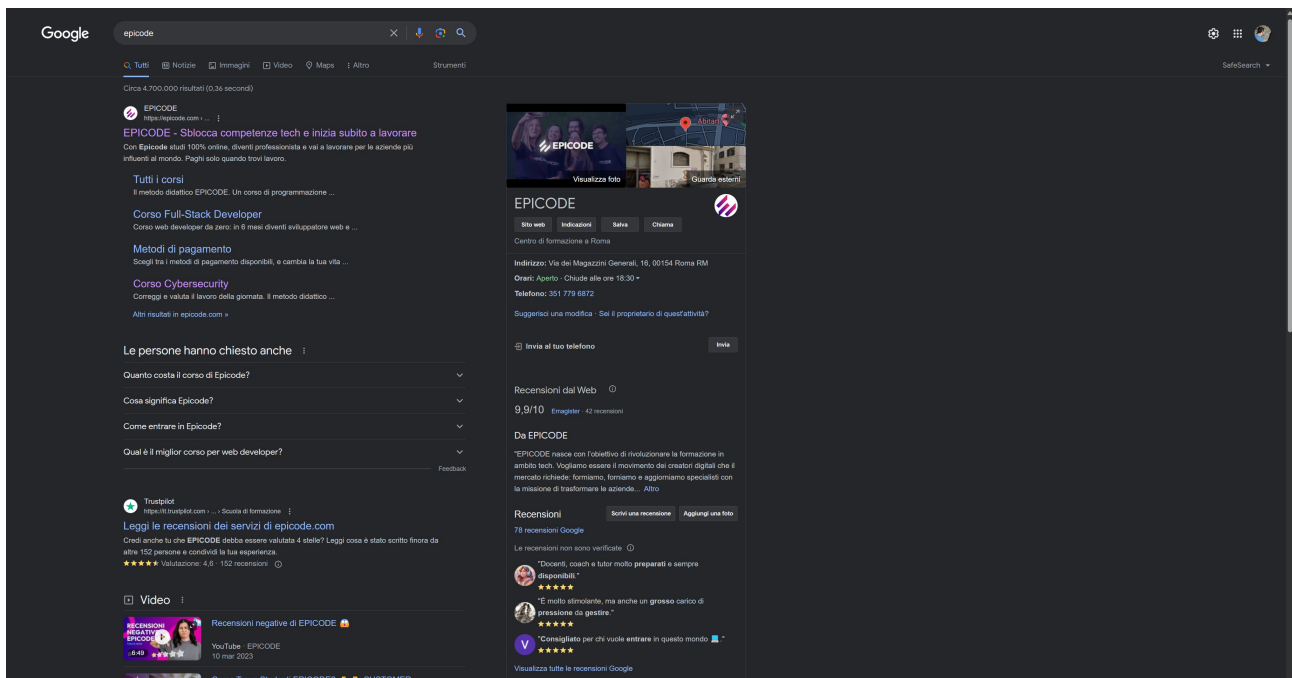 Google
epicode
Tutti
Notizie
Immagini
Video
Maps
Altro
Strumenti
SafeSearch
Circa 4.700.000 risultati (0,36 secondi)
EPICODE
https://epicode.com › ...
EPICODE - Sblocca competenze tech e inizia subito a lavorare
Con Epicode studi 100% online, diventi professionista e vai a lavorare per le aziende più
influenti al mondo. Paghi solo quando trovi lavoro.
Tutti i corsi
Il metodo didattico EPICODE. Un corso di programmazione ...
Corso Full-Stack Developer
Corso web developer da zero: in 6 mesi diventi sviluppatore web e ...
Metodi di pagamento
Scegli tra i metodi di pagamento disponibili, e cambia la tua vita ...
Corso Cybersecurity
Correggi e valuta il lavoro della giornata. Il metodo didattico ...
Altri risultati in epicode.com »
Le persone hanno chiesto anche
Quanto costa il corso di Epicode?
Cosa significa Epicode?
Come entrare in Epicode?
Qual è il miglior corso per web developer?
Feedback
Trustpilot
https://it.trustpilot.com › ... › Scuola di formazione
Leggi le recensioni dei servizi di epicode.com
Credi anche tu che EPICODE debba essere valutata 4 stelle? Leggi cosa è stato scritto finora da
altre 152 persone e condividi la tua esperienza.
Valutazione: 4,6 · 152 recensioni
Video
RECENSIONI
NEGATIVE
EPICODE
6:49
Recensioni negative di EPICODE
YouTube · EPICODE
10 mar 2023
EPICODE
Visualizza foto
Abitart
Guarda esterni
EPICODE
Sito web
Indicazioni
Salva
Chiama
Centro di formazione a Roma
Indirizzo: Via dei Magazzini Generali, 16, 00154 Roma RM
Orari: Aperto · Chiude alle ore 18:30
Telefono: 351 779 6872
Suggerisci una modifica · Sei il proprietario di quest'attività?
Invia al tuo telefono
Invia
Recensioni dal Web
9,9/10 Emagister · 42 recensioni
Da EPICODE
"EPICODE nasce con l'obiettivo di rivoluzionare la formazione in
ambito tech. Vogliamo essere il movimento dei creatori digitali che il
mercato richiede: formiamo, forniamo e aggiorniamo specialisti con
la missione di trasformare le aziende... Altro
Recensioni
Scrivi una recensione
Aggiungi una foto
78 recensioni Google
Le recensioni non sono verificate
"Docenti, coach e tutor molto preparati e sempre
disponibili."
"È molto stimolante, ma anche un grosso carico di
pressione da gestire."
V
"Consigliato per chi vuole entrare in questo mondo 💻."
Visualizza tutte le recensioni Google